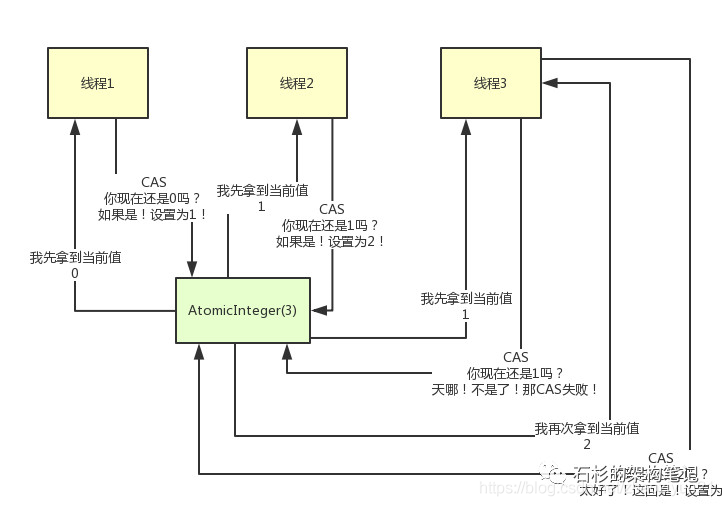 线程1
线程2
线程3
CAS
你现在还是0吗？
如果是！设置为1！
我先拿到当前值
1
CAS
你现在还是1吗？
如果是！设置为2！
我先拿到当前值
0
AtomicInteger(3)
我先拿到当前值
1
CAS
你现在还是1吗？
天哪！不是了！那CAS失败！
我再次拿到当前值
2
CAS
2吗？
石杉的架构笔记
太好了！这回是！设置为
https://blog.cs